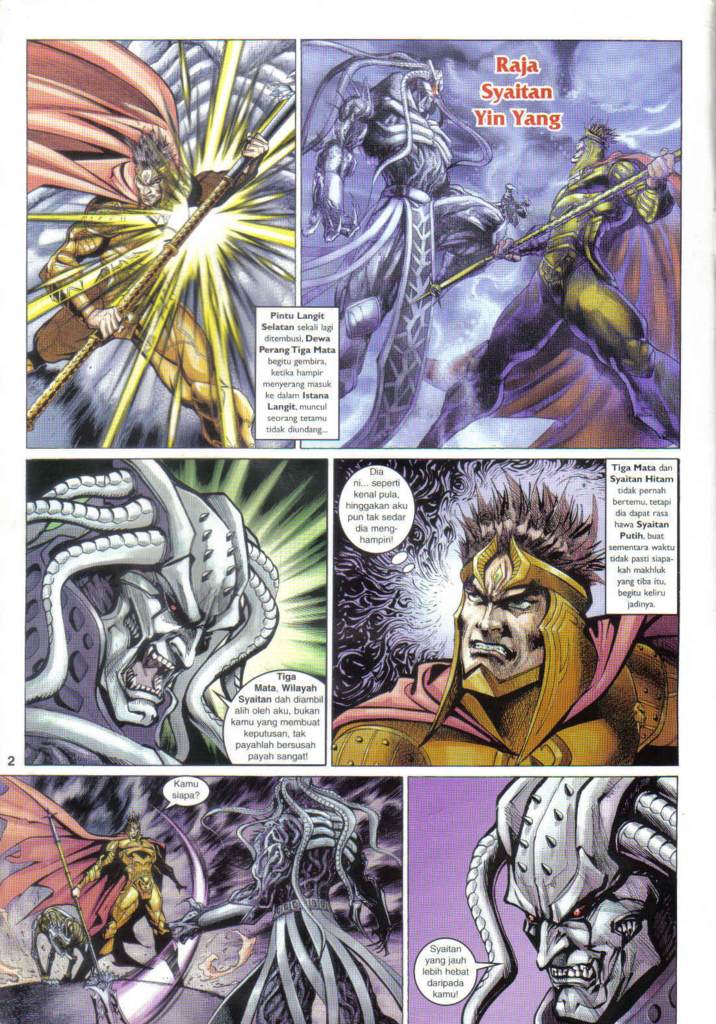 Raja
Syaitan
Yin Yang
Pintu Langit
Selatan sekali lagi
ditembusi, Dewa
Perang Tiga Mata
begitu gembira,
ketika hampir
menyerang masuk
ke dalam Istana
Langit, muncul
seorang tetamu
tidak diundang...
Tiga
Mata, Wilayah
Syaitan dah diambil
alih oleh aku, bukan
kamu yang membuat
keputusan, tak
payahlah bersusah
payah sangat!
Dia
ni... seperti
kenal pula,
hinggakan aku
pun tak sedar
dia meng-
hampiri!
Tiga Mata dan
Syaitan Hitam
tidak pernah
bertemu, tetapi
dia dapat rasa
hawa Syaitan
Putih, buat
sementara waktu
tidak pasti siapa-
kah makhluk
yang tiba itu,
begitu keliru
jadinya.
2
Kamu
siapa?
Syaitan
yang jauh
lebih hebat
daripada
kamu!